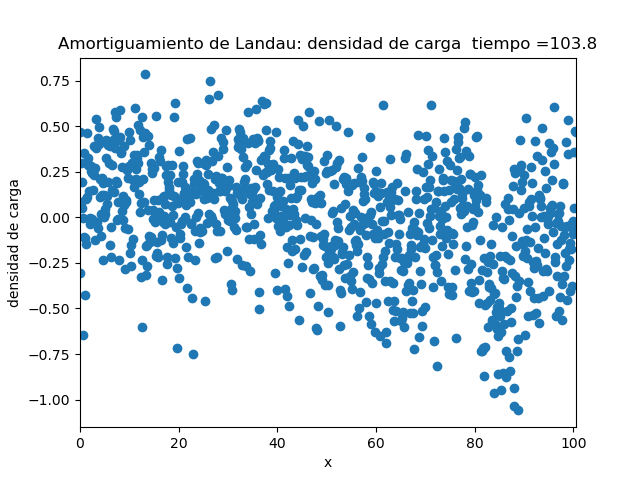 Amortiguamiento de Landau: densidad de carga  tiempo =103.8
densidad de carga
0.75
0.50
0.25
0.00
−0.25
−0.50
−0.75
−1.00
0 20 40 60 80 100
x